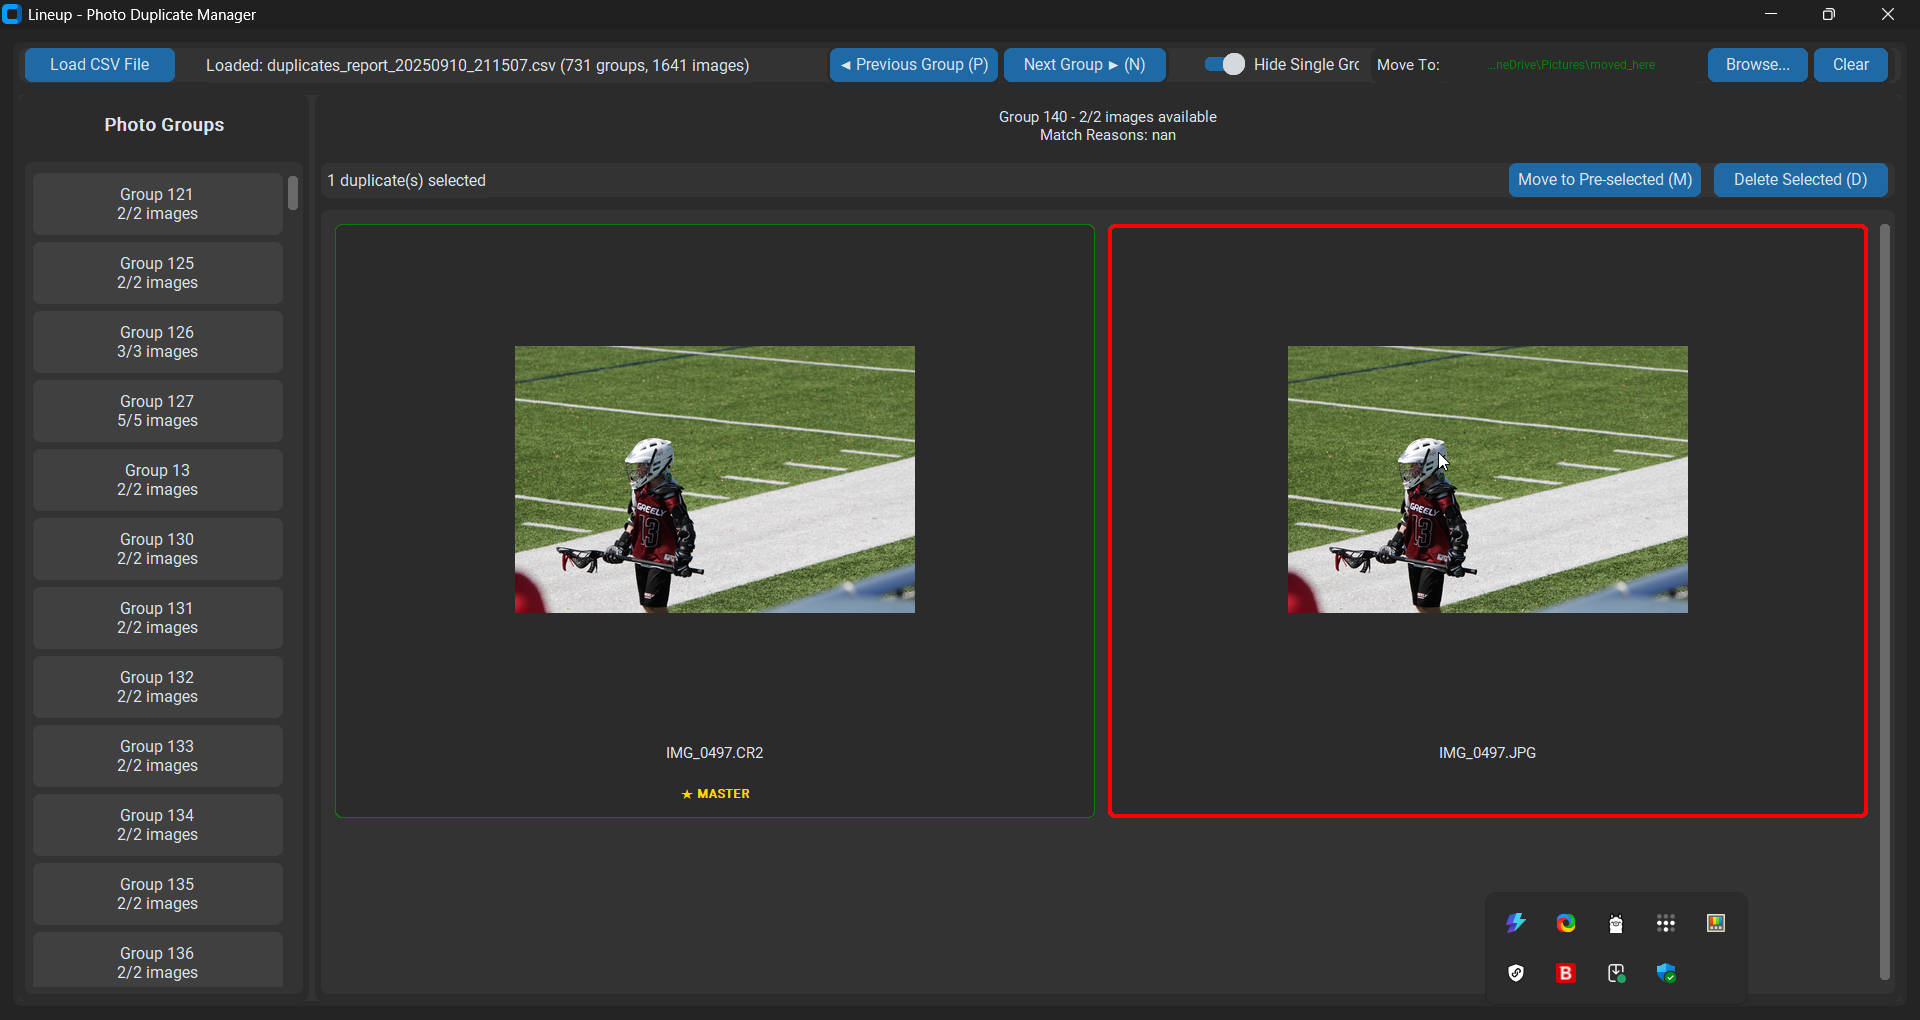 Lineup - Photo Duplicate Manager
Load CSV File
Loaded: duplicates_report_20250910_211507.csv (731 groups, 1641 images)
◄ Previous Group (P)
Next Group ► (N)
Hide Single Grc
Move To:
...neDrive\Pictures\moved_here
Browse...
Clear
Photo Groups
Group 121
2/2 images
Group 125
2/2 images
Group 126
3/3 images
Group 127
5/5 images
Group 13
2/2 images
Group 130
2/2 images
Group 131
2/2 images
Group 132
2/2 images
Group 133
2/2 images
Group 134
2/2 images
Group 135
2/2 images
Group 136
2/2 images
Group 140 - 2/2 images available
Match Reasons: nan
1 duplicate(s) selected
Move to Pre-selected (M)
Delete Selected (D)
GREELY
13
IMG_0497.CR2
★ MASTER
GREELY
13
IMG_0497.JPG
B